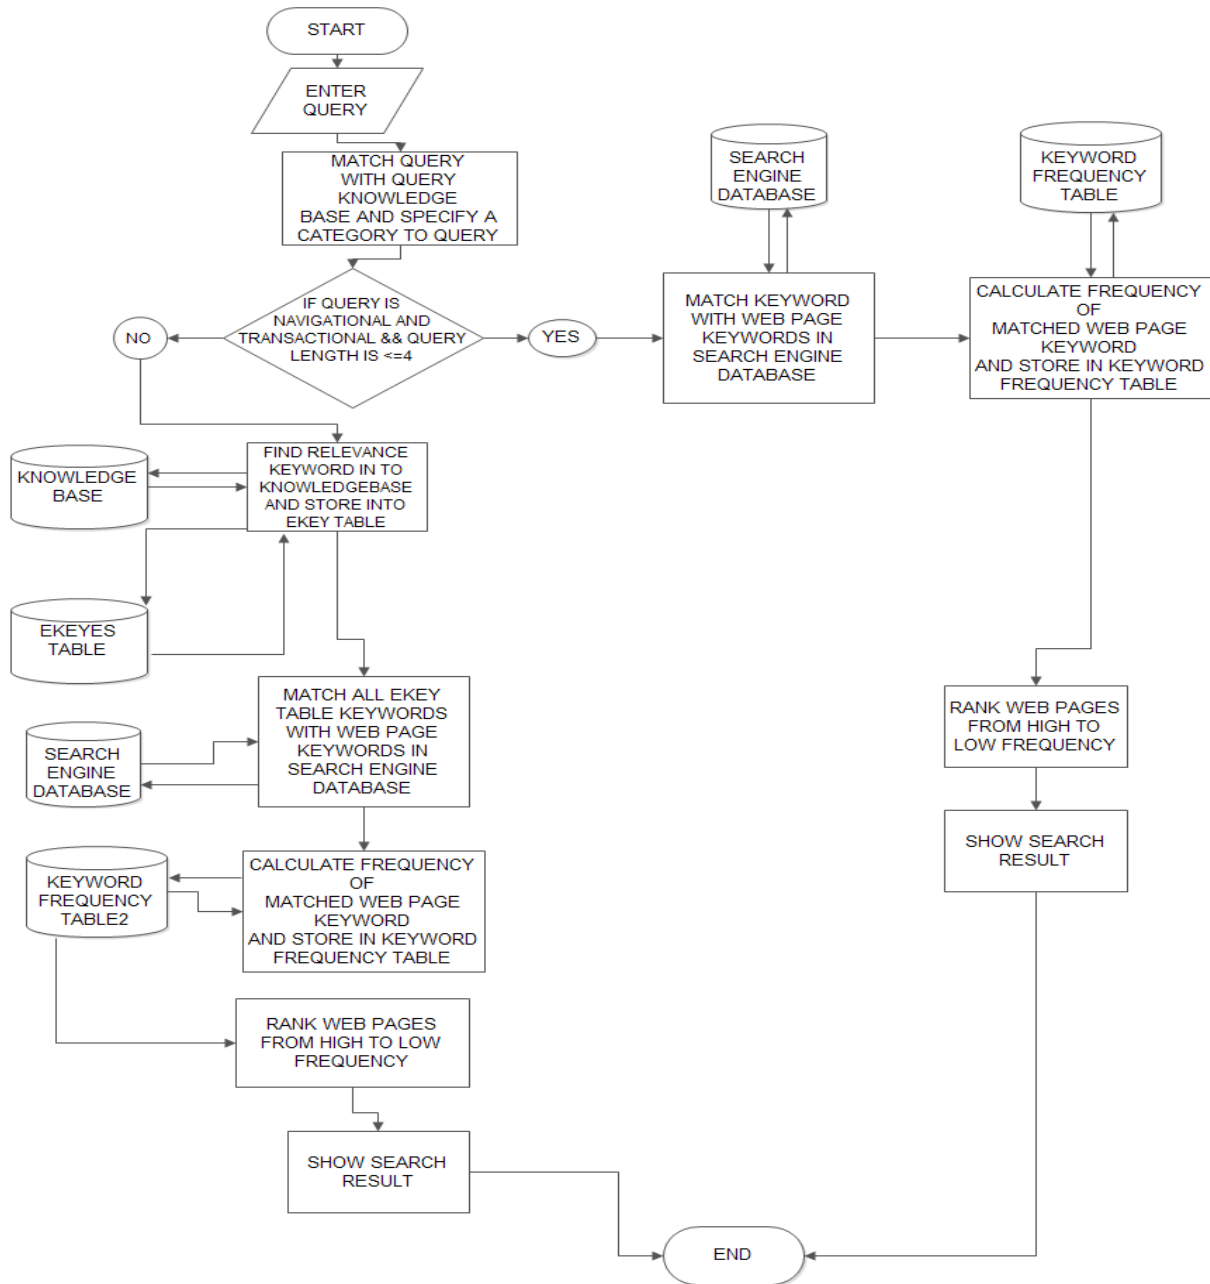 START
ENTER
QUERY
MATCH QUERY
WITH QUERY
KNOWLEDGE
BASE AND SPECIFY A
CATEGORY TO QUERY
SEARCH
ENGINE
DATABASE
KEYWORD
FREQUENCY
TABLE
IF QUERY IS
NAVIGATIONAL AND
TRANSACTIONAL && QUERY
LENGTH IS <=4
NO
YES
MATCH KEYWORD
WITH WEB PAGE
KEYWORDS IN
SEARCH ENGINE
DATABASE
CALCULATE FREQUENCY
OF
MATCHED WEB PAGE
KEYWORD
AND STORE IN KEYWORD
FREQUENCY TABLE
KNOWLEDGE
BASE
FIND RELEVANCE
KEYWORD IN TO
KNOWLEDGEBASE
AND STORE INTO
EKEY TABLE
EKEYES
TABLE
MATCH ALL EKEY
TABLE KEYWORDS
WITH WEB PAGE
KEYWORDS IN
SEARCH ENGINE
DATABASE
SEARCH
ENGINE
DATABASE
RANK WEB PAGES
FROM HIGH TO
LOW FREQUENCY
SHOW SEARCH
RESULT
KEYWORD
FREQUENCY
TABLE2
CALCULATE FREQUENCY
OF
MATCHED WEB PAGE
KEYWORD
AND STORE IN KEYWORD
FREQUENCY TABLE
RANK WEB PAGES
FROM HIGH TO LOW
FREQUENCY
SHOW SEARCH
RESULT
END